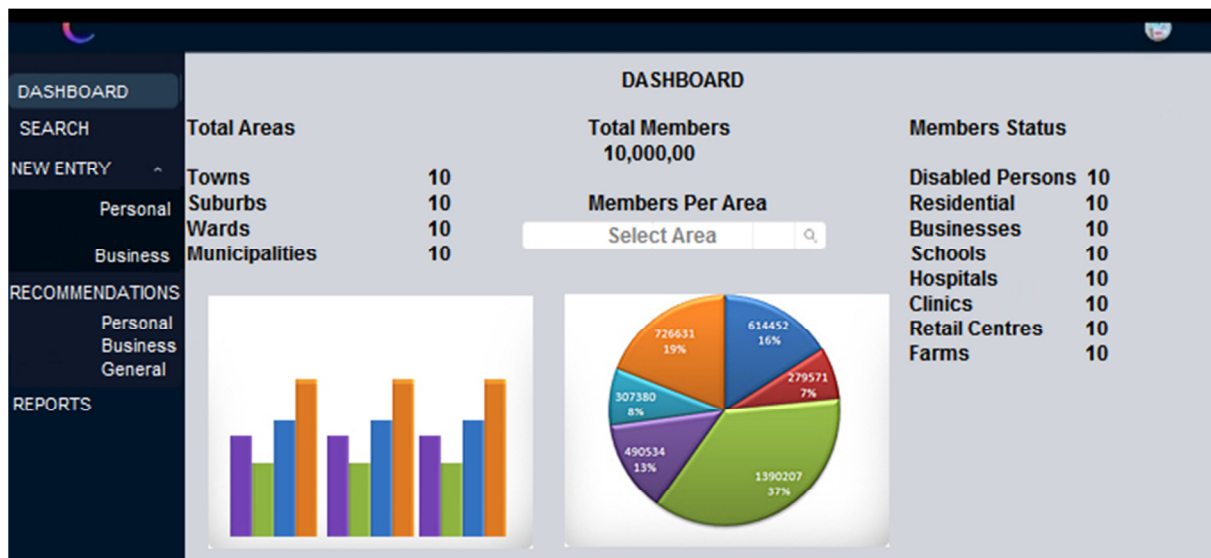 DASHBOARD
SEARCH
NEW ENTRY
Personal
Business
RECOMMENDATIONS
Personal
Business
General
REPORTS
DASHBOARD
Total Areas
Towns 10
Suburbs 10
Wards 10
Municipalities 10
Total Members
10,000,00
Members Per Area
Select Area
Members Status
Disabled Persons 10
Residential 10
Businesses 10
Schools 10
Hospitals 10
Clinics 10
Retail Centres 10
Farms 10
726631
19%
614452
16%
279571
7%
307380
8%
490534
13%
1390207
37%